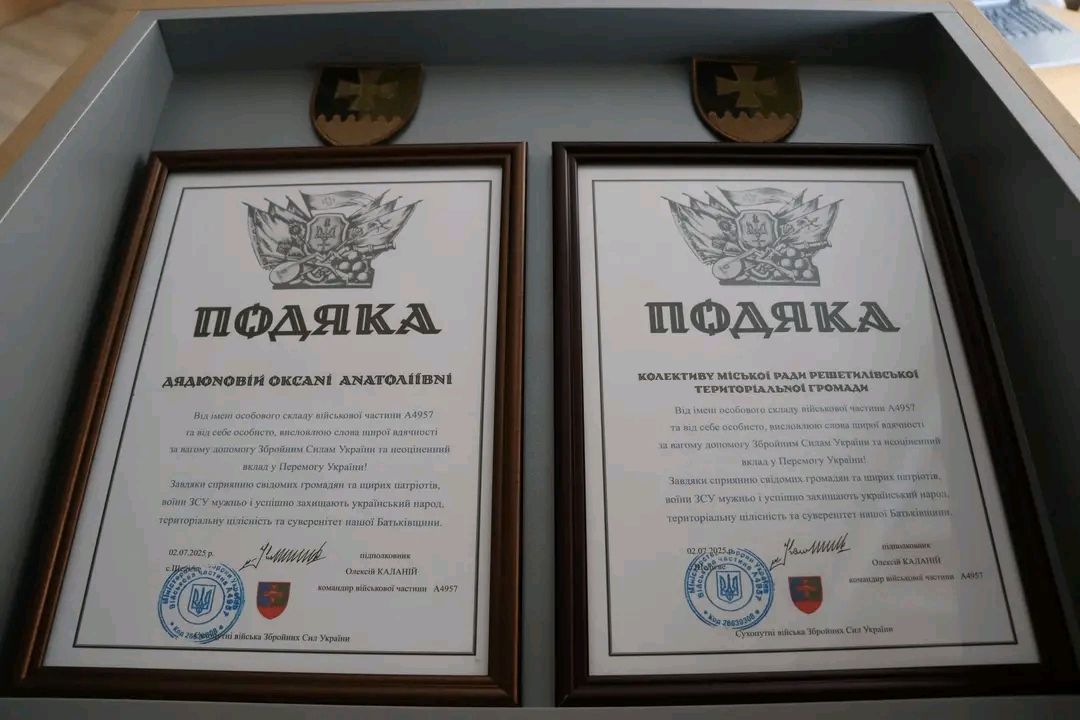 ПОДЯКА
ДЯДЮНОВІЙ ОКСАНІ АНАТОЛІЇВНІ
Від імені особового складу військової частини А4957
та від себе особисто, висловлюю слова щирої вдячності
за вагому допомогу Збройним Силам України та неоціненний
вклад у Перемогу України!
Завдяки сприянню свідомих громадян та щирих патріотів,
воїни ЗСУ мужньо і успішно захищають український народ,
територіальну цілісність та суверенітет нашої Батьківщини.
02.07.2025 р.
підполковник
Олексій КАЛАНІЙ
командир військової частини А4957
Сухопутні війська Збройних Сил України
ПОДЯКА
КОЛЕКТИВУ МІСЬКОЇ РАДИ РЕШЕТИЛІВСЬКОЇ
ТЕРИТОРІАЛЬНОЇ ГРОМАДИ
Від імені особового складу військової частини А4957
та від себе особисто, висловлюю слова щирої вдячності
за вагому допомогу Збройним Силам України та неоціненний
вклад у Перемогу України!
Завдяки сприянню свідомих громадян та щирих патріотів,
воїни ЗСУ мужньо і успішно захищають український народ,
територіальну цілісність та суверенітет нашої Батьківщини.
02.07.2025 р.
підполковник
Олексій КАЛАНІЙ
командир військової частини А4957
Сухопутні війська Збройних Сил України